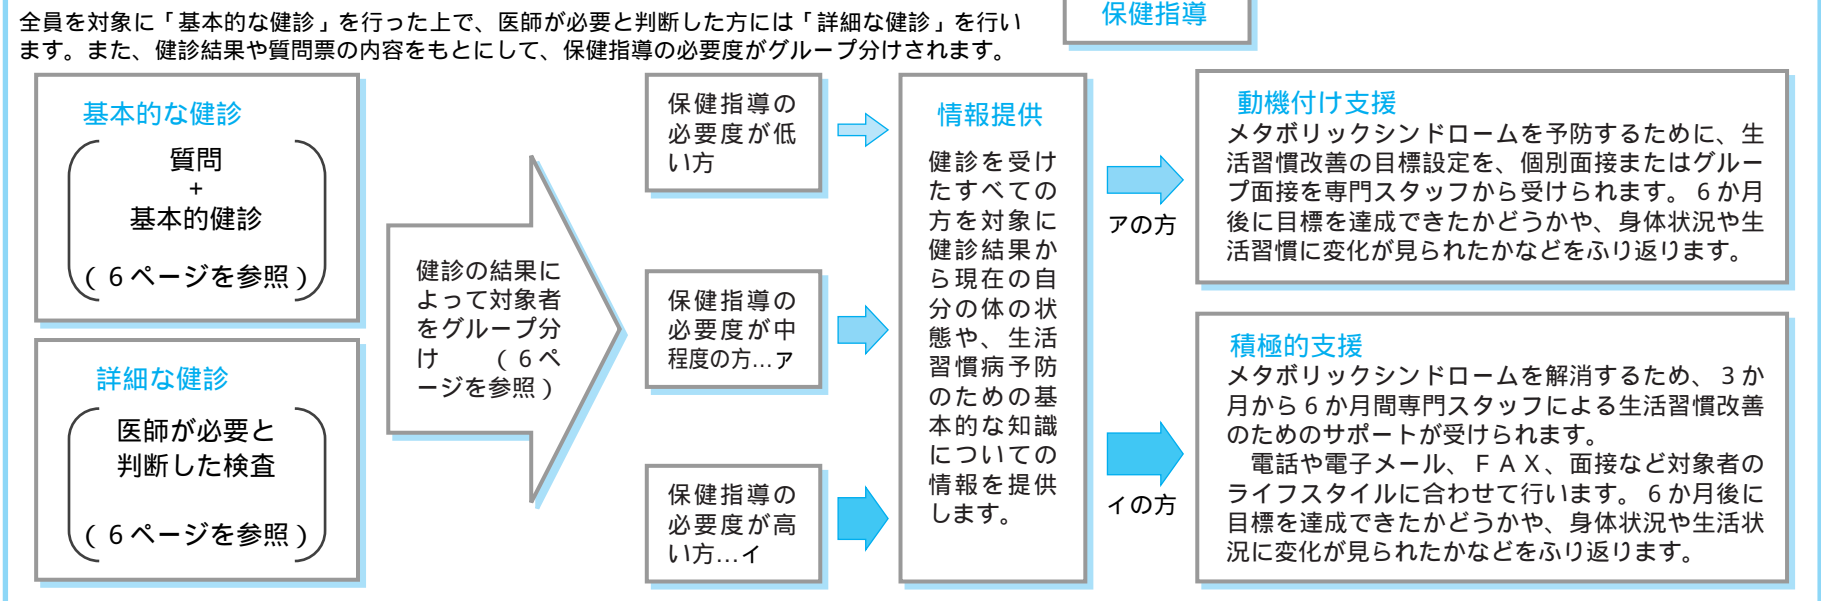 全員を対象に「基本的な健診」を行った上で、医師が必要と判断した方には「詳細な健診」を行い
ます。また、健診結果や質問票の内容をもとにして、保健指導の必要度がグループ分けされます。
保健指導
基本的な健診
質問
+
基本的健診
(6ページを参照)
詳細な健診
医師が必要と
判断した検査
(6ページを参照)
健診の結果に
よって対象者
をグループ分
け　　(6ペ
ージを参照)
保健指導の
必要度が低
い方
保健指導の
必要度が中
程度の方…ア
保健指導の
必要度が高
い方…イ
情報提供
健診を受け
たすべての
方を対象に
健診結果か
ら現在の自
分の体の状
態や、生活
習慣病予防
のための基
本的な知識
についての
情報を提供
します。
アの方
イの方
動機付け支援
メタボリックシンドロームを予防するために、生
活習慣改善の目標設定を、個別面接またはグルー
プ面接を専門スタッフから受けられます。6か月
後に目標を達成できたかどうかや、身体状況や生
活習慣に変化が見られたかなどをふり返ります。
積極的支援
メタボリックシンドロームを解消するため、3か
月から6か月間専門スタッフによる生活習慣改善
のためのサポートが受けられます。
　電話や電子メール、FAX、面接など対象者の
ライフスタイルに合わせて行います。6か月後に
目標を達成できたかどうかや、身体状況や生活状
況に変化が見られたかなどをふり返ります。